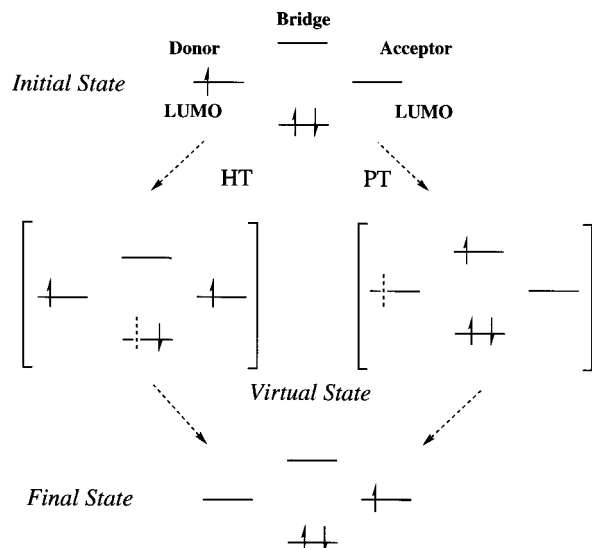 Bridge
Donor
Acceptor
Initial State
LUMO
LUMO
HT
PT
Virtual State
Final State